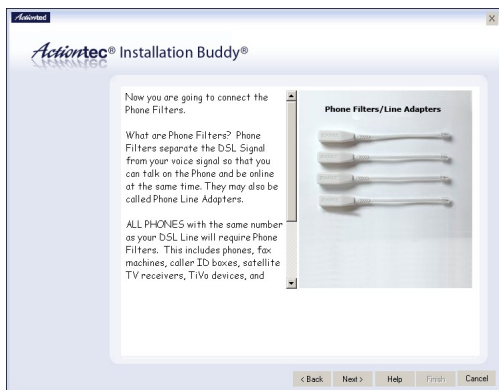 Actiontec
Actiontec® Installation Buddy®
Now you are going to connect the
Phone Filters.
What are Phone Filters? Phone
Filters separate the DSL Signal
from your voice signal so that you
can talk on the Phone and be online
at the same time. They may also be
called Phone Line Adapters.
ALL PHONES with the same number
as your DSL Line will require Phone
Filters. This includes phones, fax
machines, caller ID boxes, satellite
TV receivers, TiVo devices, and
Phone Filters/Line Adapters
< Back Next > Help Finish Cancel